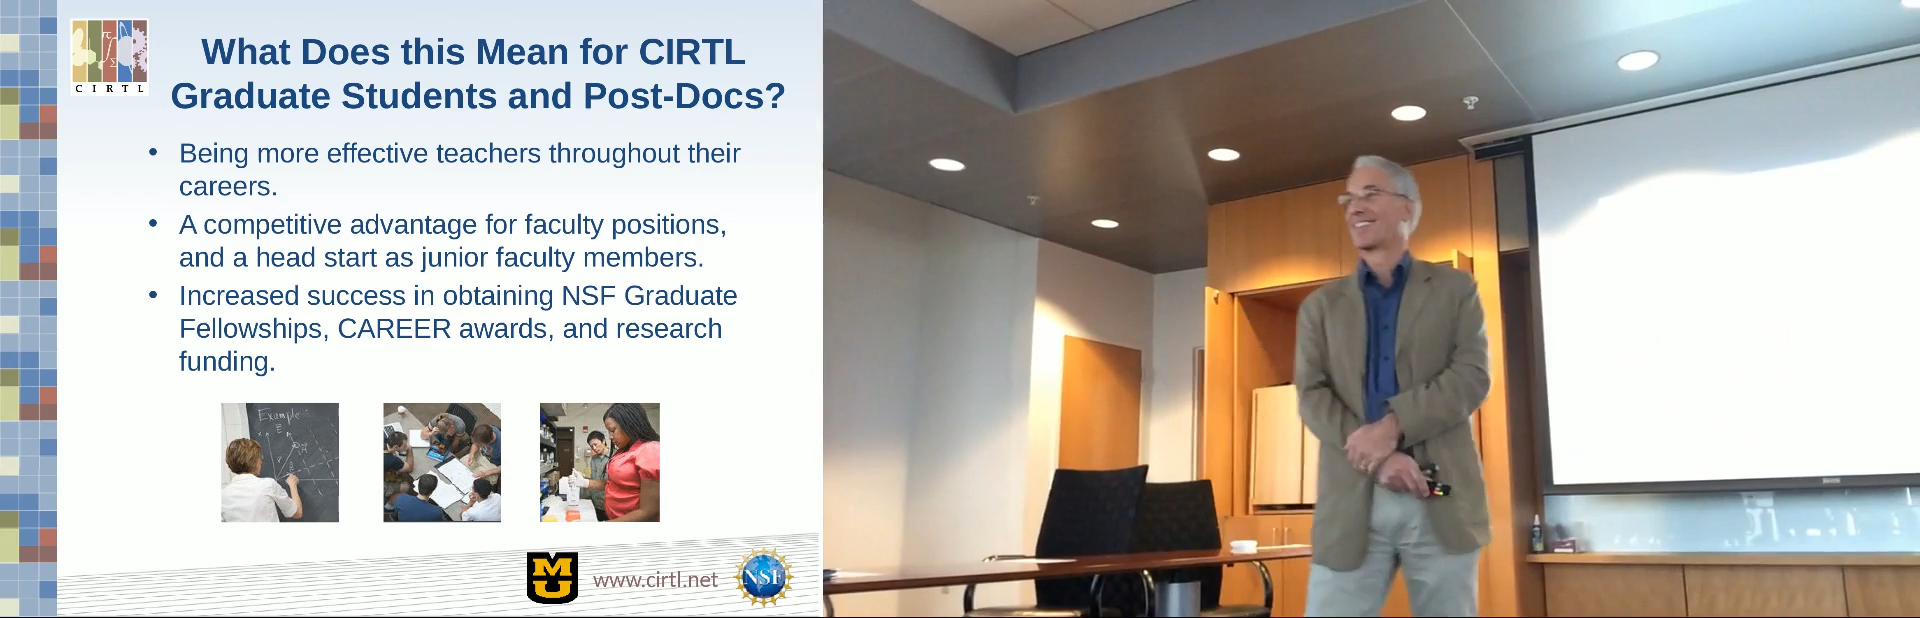 CIRTL
What Does this Mean for CIRTL
Graduate Students and Post-Docs?
• Being more effective teachers throughout their
careers.
• A competitive advantage for faculty positions,
and a head start as junior faculty members.
• Increased success in obtaining NSF Graduate
Fellowships, CAREER awards, and research
funding.
Example
MU
www.cirtl.net
NSF